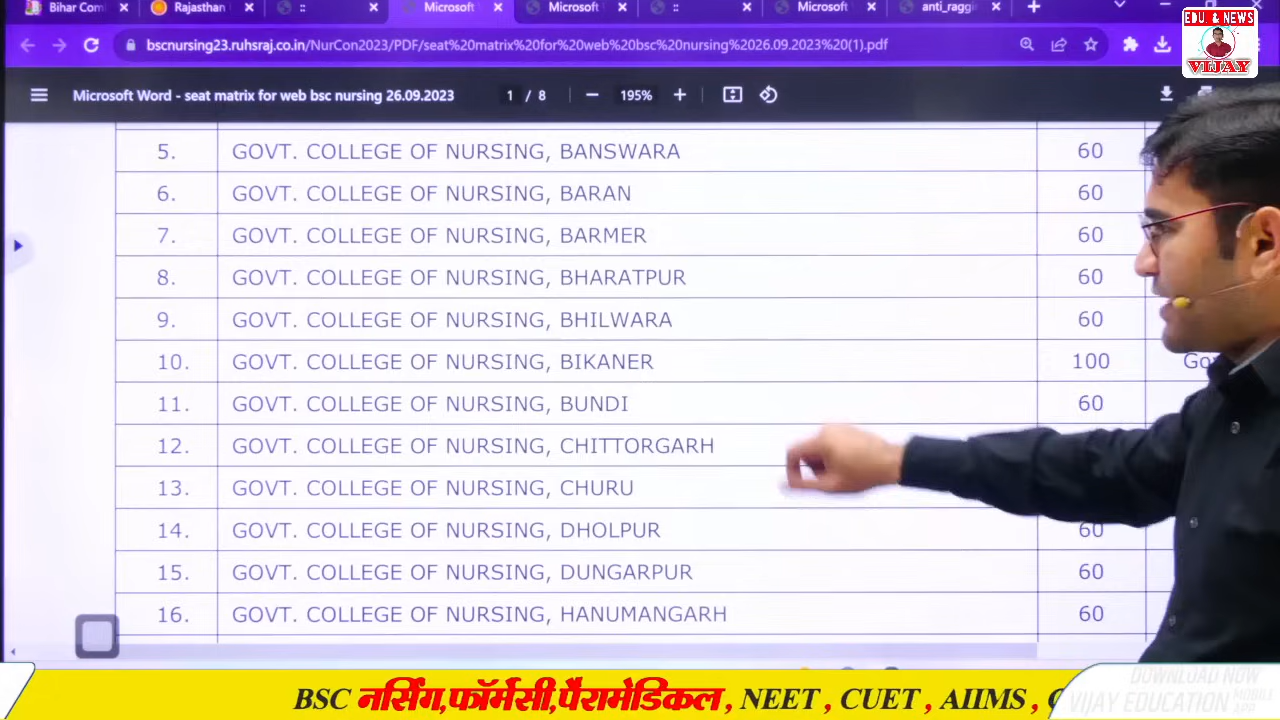 Bihar Com
Rajasthan
::
Microsoft
Microsoft
::
Microsoft
anti_raggi
EDU. & NEWS
VIJAY
bscnursing23.ruhsraj.co.in/NurCon2023/PDF/seat%20matrix%20for%20web%20bsc%20nursing%2026.09.2023%20(1).pdf
Microsoft Word - seat matrix for web bsc nursing 26.09.2023
1 / 8
195%
5. GOVT. COLLEGE OF NURSING, BANSWARA 60
6. GOVT. COLLEGE OF NURSING, BARAN 60
7. GOVT. COLLEGE OF NURSING, BARMER 60
8. GOVT. COLLEGE OF NURSING, BHARATPUR 60
9. GOVT. COLLEGE OF NURSING, BHILWARA 60
10. GOVT. COLLEGE OF NURSING, BIKANER 100
11. GOVT. COLLEGE OF NURSING, BUNDI 60
12. GOVT. COLLEGE OF NURSING, CHITTORGARH
13. GOVT. COLLEGE OF NURSING, CHURU
14. GOVT. COLLEGE OF NURSING, DHOLPUR 60
15. GOVT. COLLEGE OF NURSING, DUNGARPUR 60
16. GOVT. COLLEGE OF NURSING, HANUMANGARH 60
BSC नर्सिंग,फॉर्मेसी,पैरामेडिकल , NEET , CUET , AIIMS ,
DOWNLOAD NOW
VIJAY EDUCATION MOBILE APP